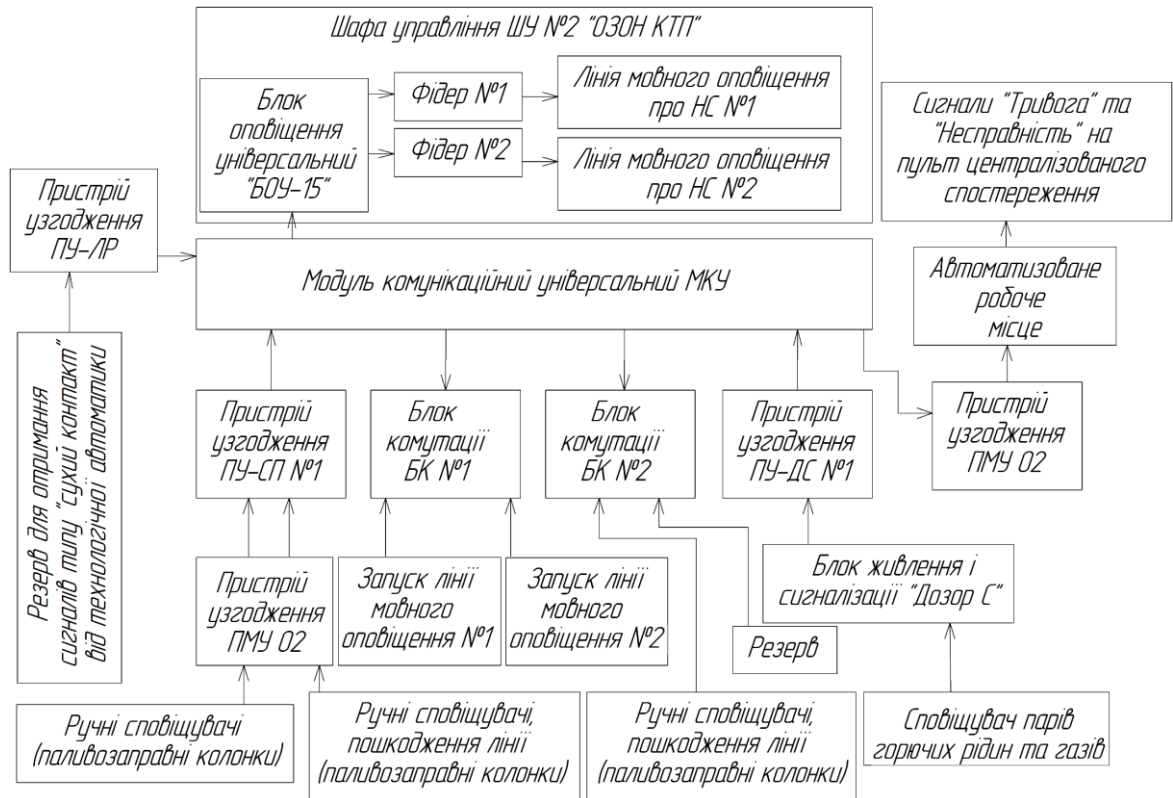 Шафа управління ШУ №2 "ОЗОН КТП"
Блок
оповіщення
універсальний
"БОУ-15"
Фідер №1
Лінія мовного оповіщення
про НС №1
Фідер №2
Лінія мовного оповіщення
про НС №2
Сигнали "Тривога" та
"Несправність" на
пульт централізованого
спостереження
Пристрій
узгодження
ПУ-ЛР
Модуль комунікаційний універсальний МКУ
Автоматизоване
робоче
місце
Резерв для отримання
сигналів типу "сухий контакт"
від технологічної автоматики
Пристрій
узгодження
ПУ-СП №1
Блок
комутації
БК №1
Блок
комутації
БК №2
Пристрій
узгодження
ПУ-ДС №1
Пристрій
узгодження
ПМУ 02
Пристрій
узгодження
ПМУ 02
Запуск лінії
мовного
оповіщення №1
Запуск лінії
мовного
оповіщення №2
Резерв
Блок живлення і
сигналізації "Дозор С"
Ручні сповіщувачі
(паливозаправні колонки)
Ручні сповіщувачі,
пошкодження лінії
(паливозаправні колонки)
Ручні сповіщувачі,
пошкодження лінії
(паливозаправні колонки)
Сповіщувач парів
горючих рідин та газів